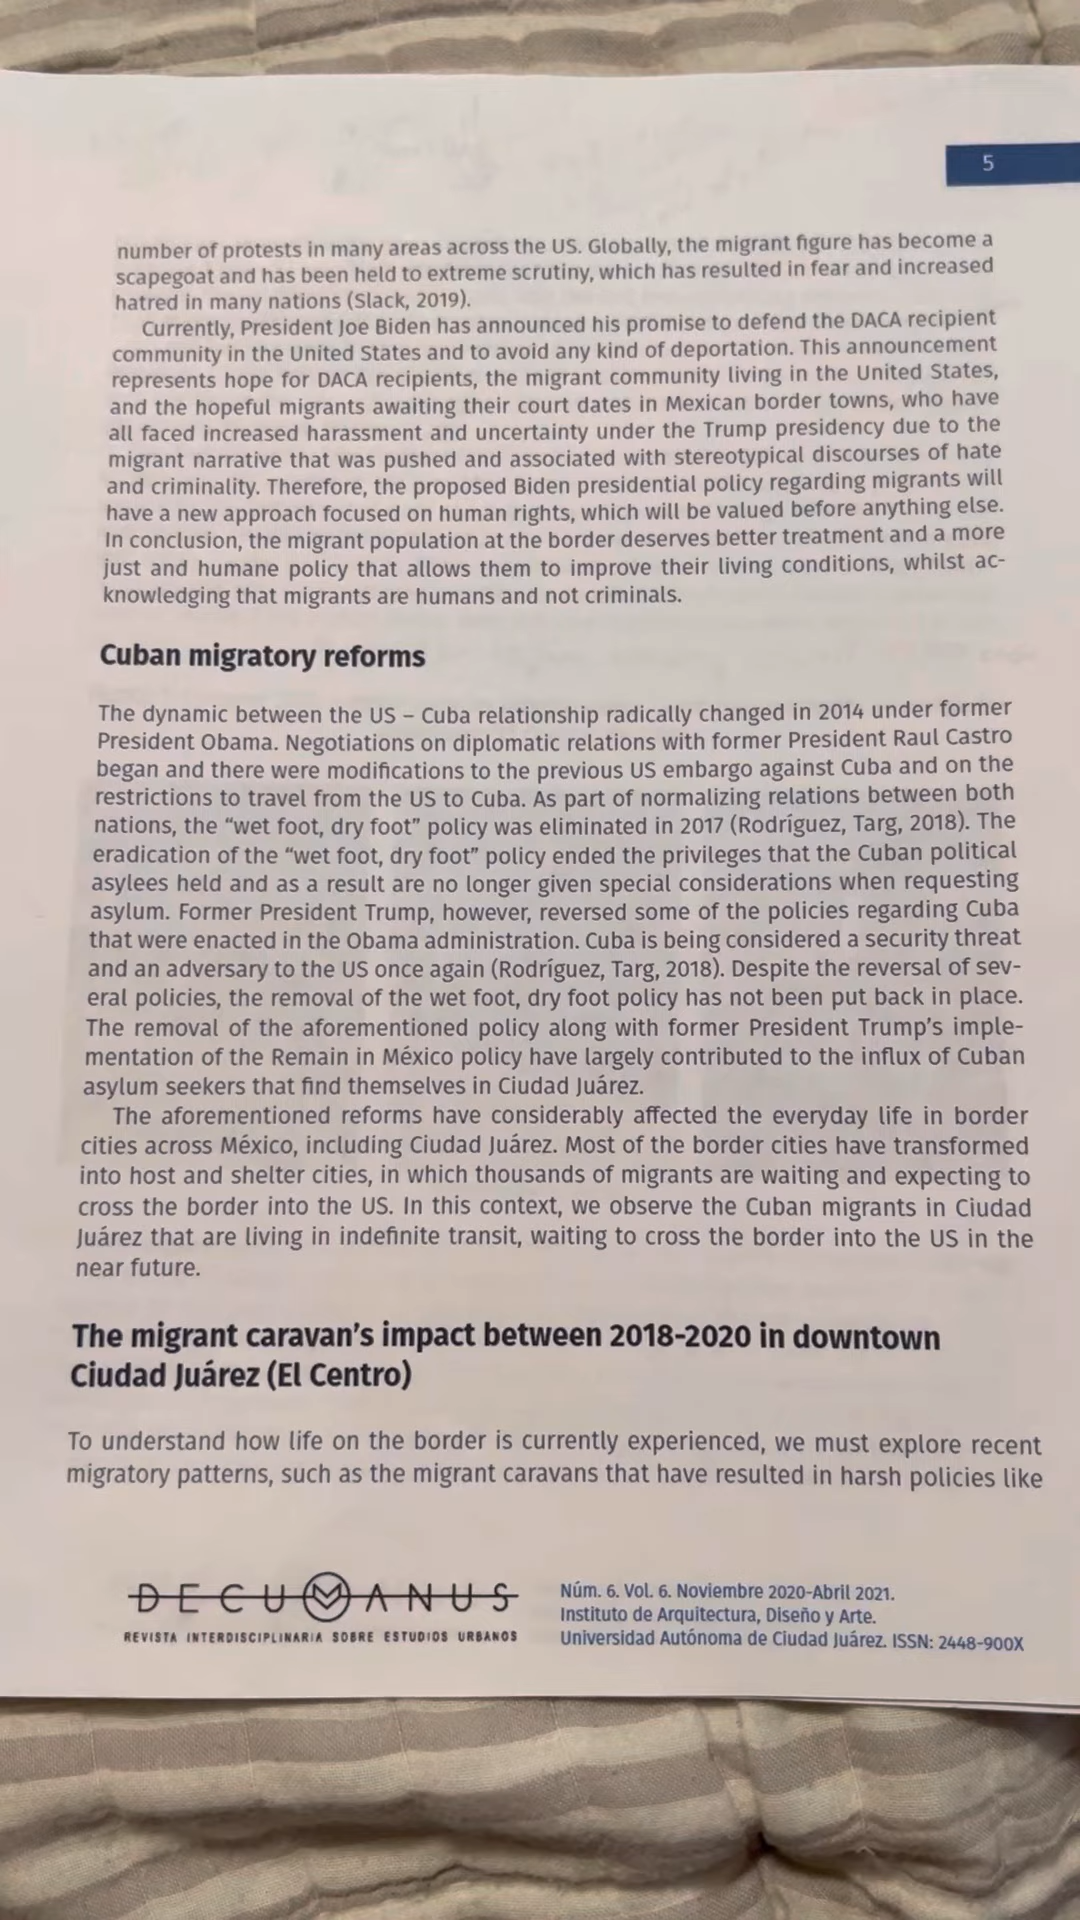 5
number of protests in many areas across the US. Globally, the migrant figure has become a
scapegoat and has been held to extreme scrutiny, which has resulted in fear and increased
hatred in many nations (Slack, 2019).
Currently, President Joe Biden has announced his promise to defend the DACA recipient
community in the United States and to avoid any kind of deportation. This announcement
represents hope for DACA recipients, the migrant community living in the United States,
and the hopeful migrants awaiting their court dates in Mexican border towns, who have
all faced increased harassment and uncertainty under the Trump presidency due to the
migrant narrative that was pushed and associated with stereotypical discourses of hate
and criminality. Therefore, the proposed Biden presidential policy regarding migrants will
have a new approach focused on human rights, which will be valued before anything else.
In conclusion, the migrant population at the border deserves better treatment and a more
just and humane policy that allows them to improve their living conditions, whilst ac-
knowledging that migrants are humans and not criminals.
Cuban migratory reforms
The dynamic between the US – Cuba relationship radically changed in 2014 under former
President Obama. Negotiations on diplomatic relations with former President Raul Castro
began and there were modifications to the previous US embargo against Cuba and on the
restrictions to travel from the US to Cuba. As part of normalizing relations between both
nations, the “wet foot, dry foot” policy was eliminated in 2017 (Rodríguez, Targ, 2018). The
eradication of the “wet foot, dry foot” policy ended the privileges that the Cuban political
asylees held and as a result are no longer given special considerations when requesting
asylum. Former President Trump, however, reversed some of the policies regarding Cuba
that were enacted in the Obama administration. Cuba is being considered a security threat
and an adversary to the US once again (Rodríguez, Targ, 2018). Despite the reversal of sev-
eral policies, the removal of the wet foot, dry foot policy has not been put back in place.
The removal of the aforementioned policy along with former President Trump’s imple-
mentation of the Remain in México policy have largely contributed to the influx of Cuban
asylum seekers that find themselves in Ciudad Juárez.
The aforementioned reforms have considerably affected the everyday life in border
cities across México, including Ciudad Juárez. Most of the border cities have transformed
into host and shelter cities, in which thousands of migrants are waiting and expecting to
cross the border into the US. In this context, we observe the Cuban migrants in Ciudad
Juárez that are living in indefinite transit, waiting to cross the border into the US in the
near future.
The migrant caravan’s impact between 2018-2020 in downtown
Ciudad Juárez (El Centro)
To understand how life on the border is currently experienced, we must explore recent
migratory patterns, such as the migrant caravans that have resulted in harsh policies like
DECUMANUS
REVISTA INTERDISCIPLINARIA SOBRE ESTUDIOS URBANOS
Núm. 6. Vol. 6. Noviembre 2020-Abril 2021.
Instituto de Arquitectura, Diseño y Arte.
Universidad Autónoma de Ciudad Juárez. ISSN: 2448-900X